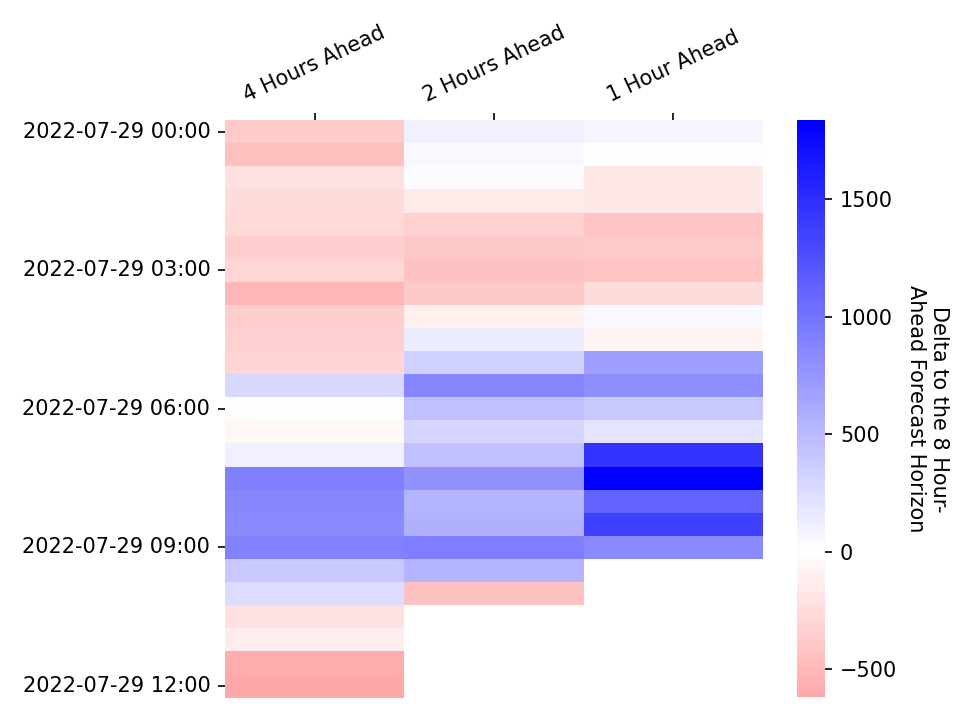 4 Hours Ahead
2 Hours Ahead
1 Hour Ahead
2022-07-29 00:00
2022-07-29 03:00
2022-07-29 06:00
2022-07-29 09:00
2022-07-29 12:00
1500
1000
500
0
−500
Delta to the 8 Hour-
Ahead Forecast Horizon